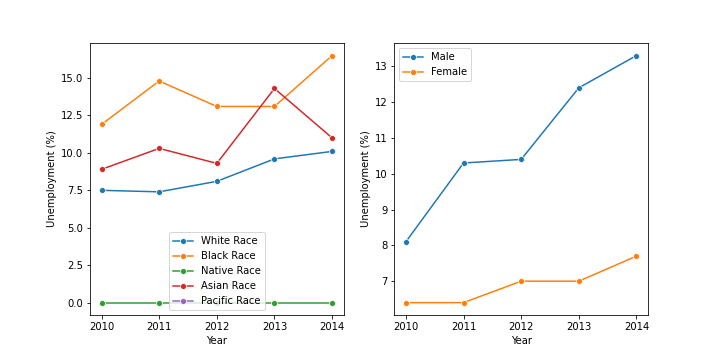 Unemployment (%)
15.0
12.5
10.0
7.5
5.0
2.5
0.0
White Race
Black Race
Native Race
Asian Race
Pacific Race
2010 2011 2012 2013 2014
Year
Unemployment (%)
13
12
11
10
9
8
7
Male
Female
2010 2011 2012 2013 2014
Year